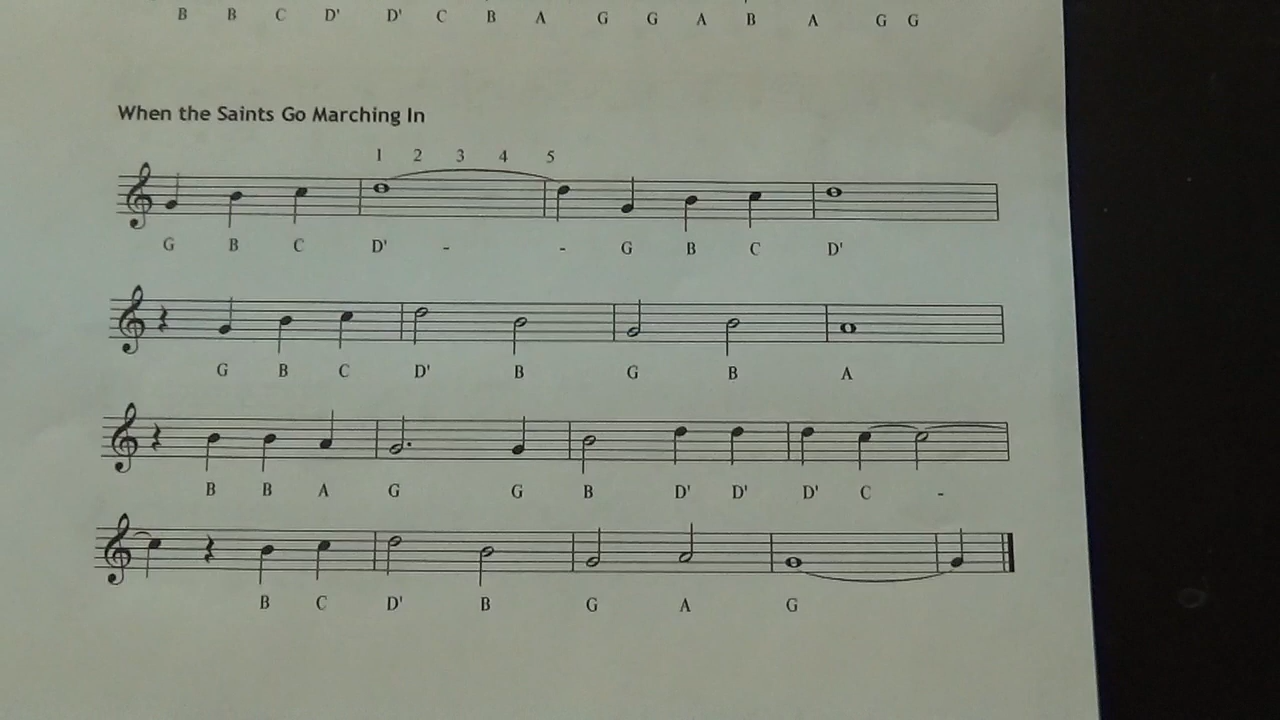 B B C D' D' C B A G G A B A G G
When the Saints Go Marching In
1 2 3 4 5
G B C D' - - G B C D'
G B C D' B G B A
B B A G G B D' D' D' C -
B C D' B G A G